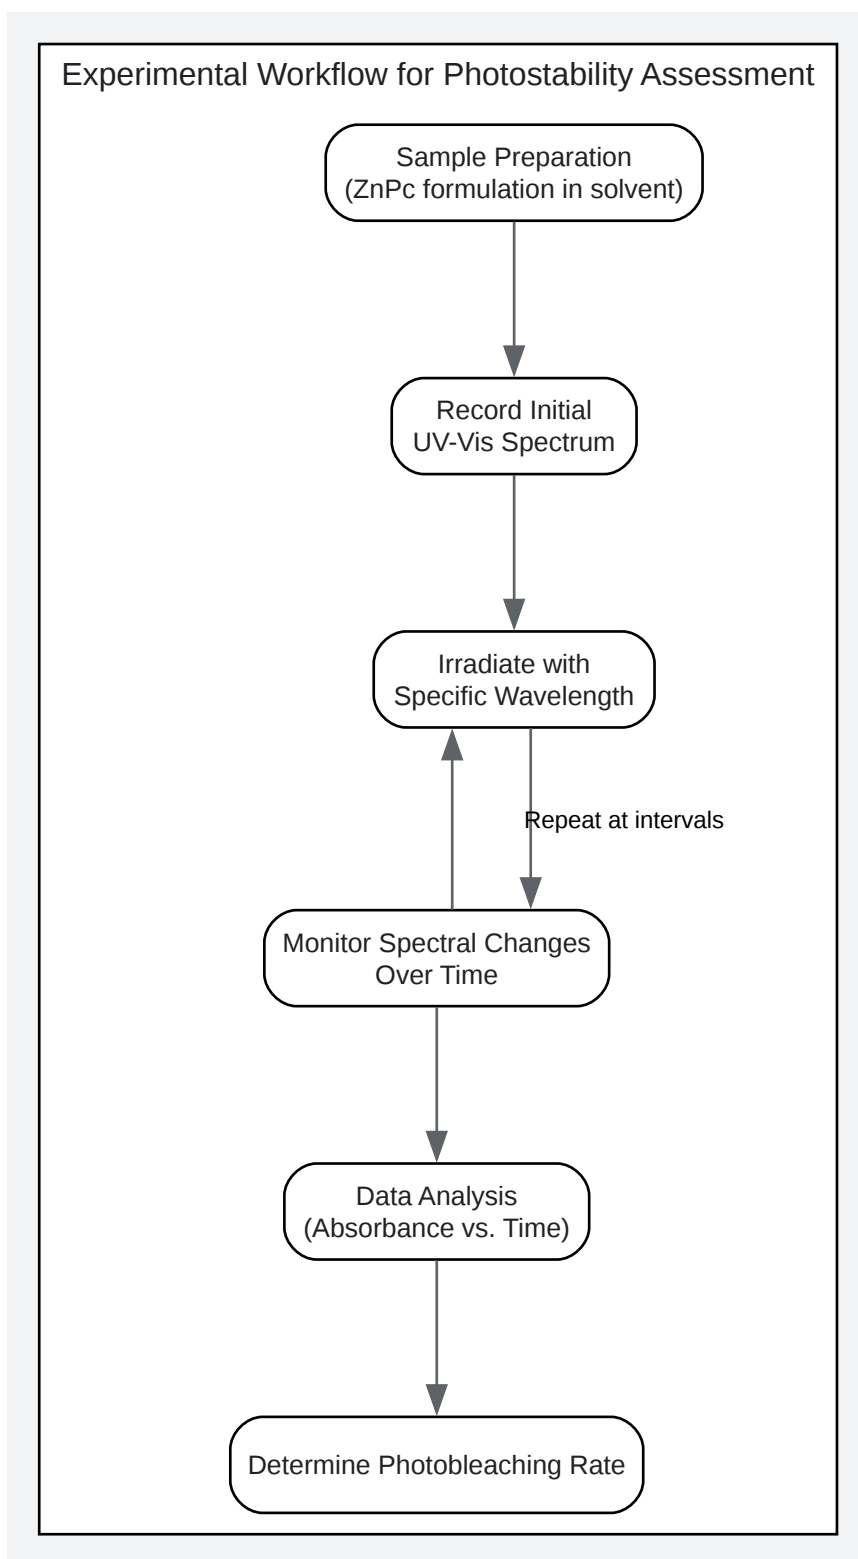 Experimental Workflow for Photostability Assessment
Sample Preparation
(ZnPc formulation in solvent)
Record Initial
UV-Vis Spectrum
Irradiate with
Specific Wavelength
Repeat at intervals
Monitor Spectral Changes
Over Time
Data Analysis
(Absorbance vs. Time)
Determine Photobleaching Rate